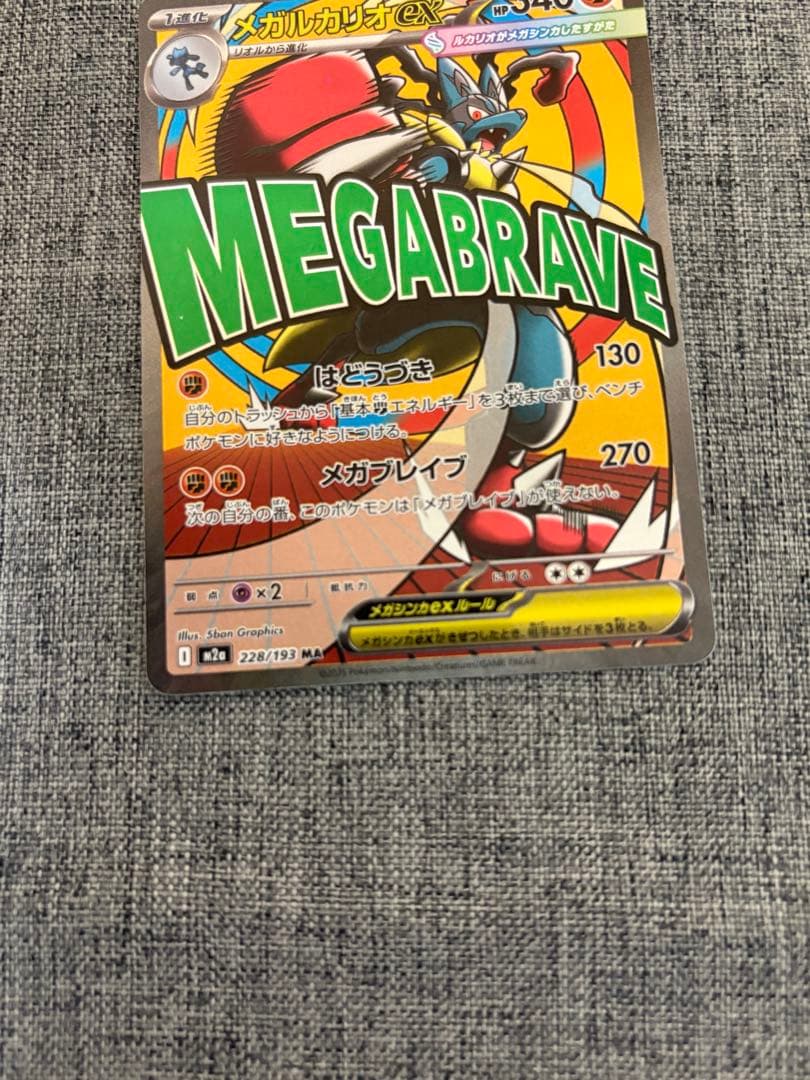 1進化
メガルカリオex
HP 340
リオルから進化
ルカリオがメガシンカしたすがた
MEGABRAVE
はどうづき 130
自分のトラッシュから「基本エネルギー」を3枚まで選び、ベンチ
ポケモンに好きなようにつける。
メガブレイブ 270
次の自分の番、このポケモンは「メガブレイブ」が使えない。
弱点 ×2 抵抗力 にげる
メガシンカexルール
メガシンカexがきぜつしたとき、相手はサイドを3枚とる。
Illus. 5ban Graphics
I m2a 228/193 MA
©2025 Pokémon/Nintendo/Creatures/GAME FREAK